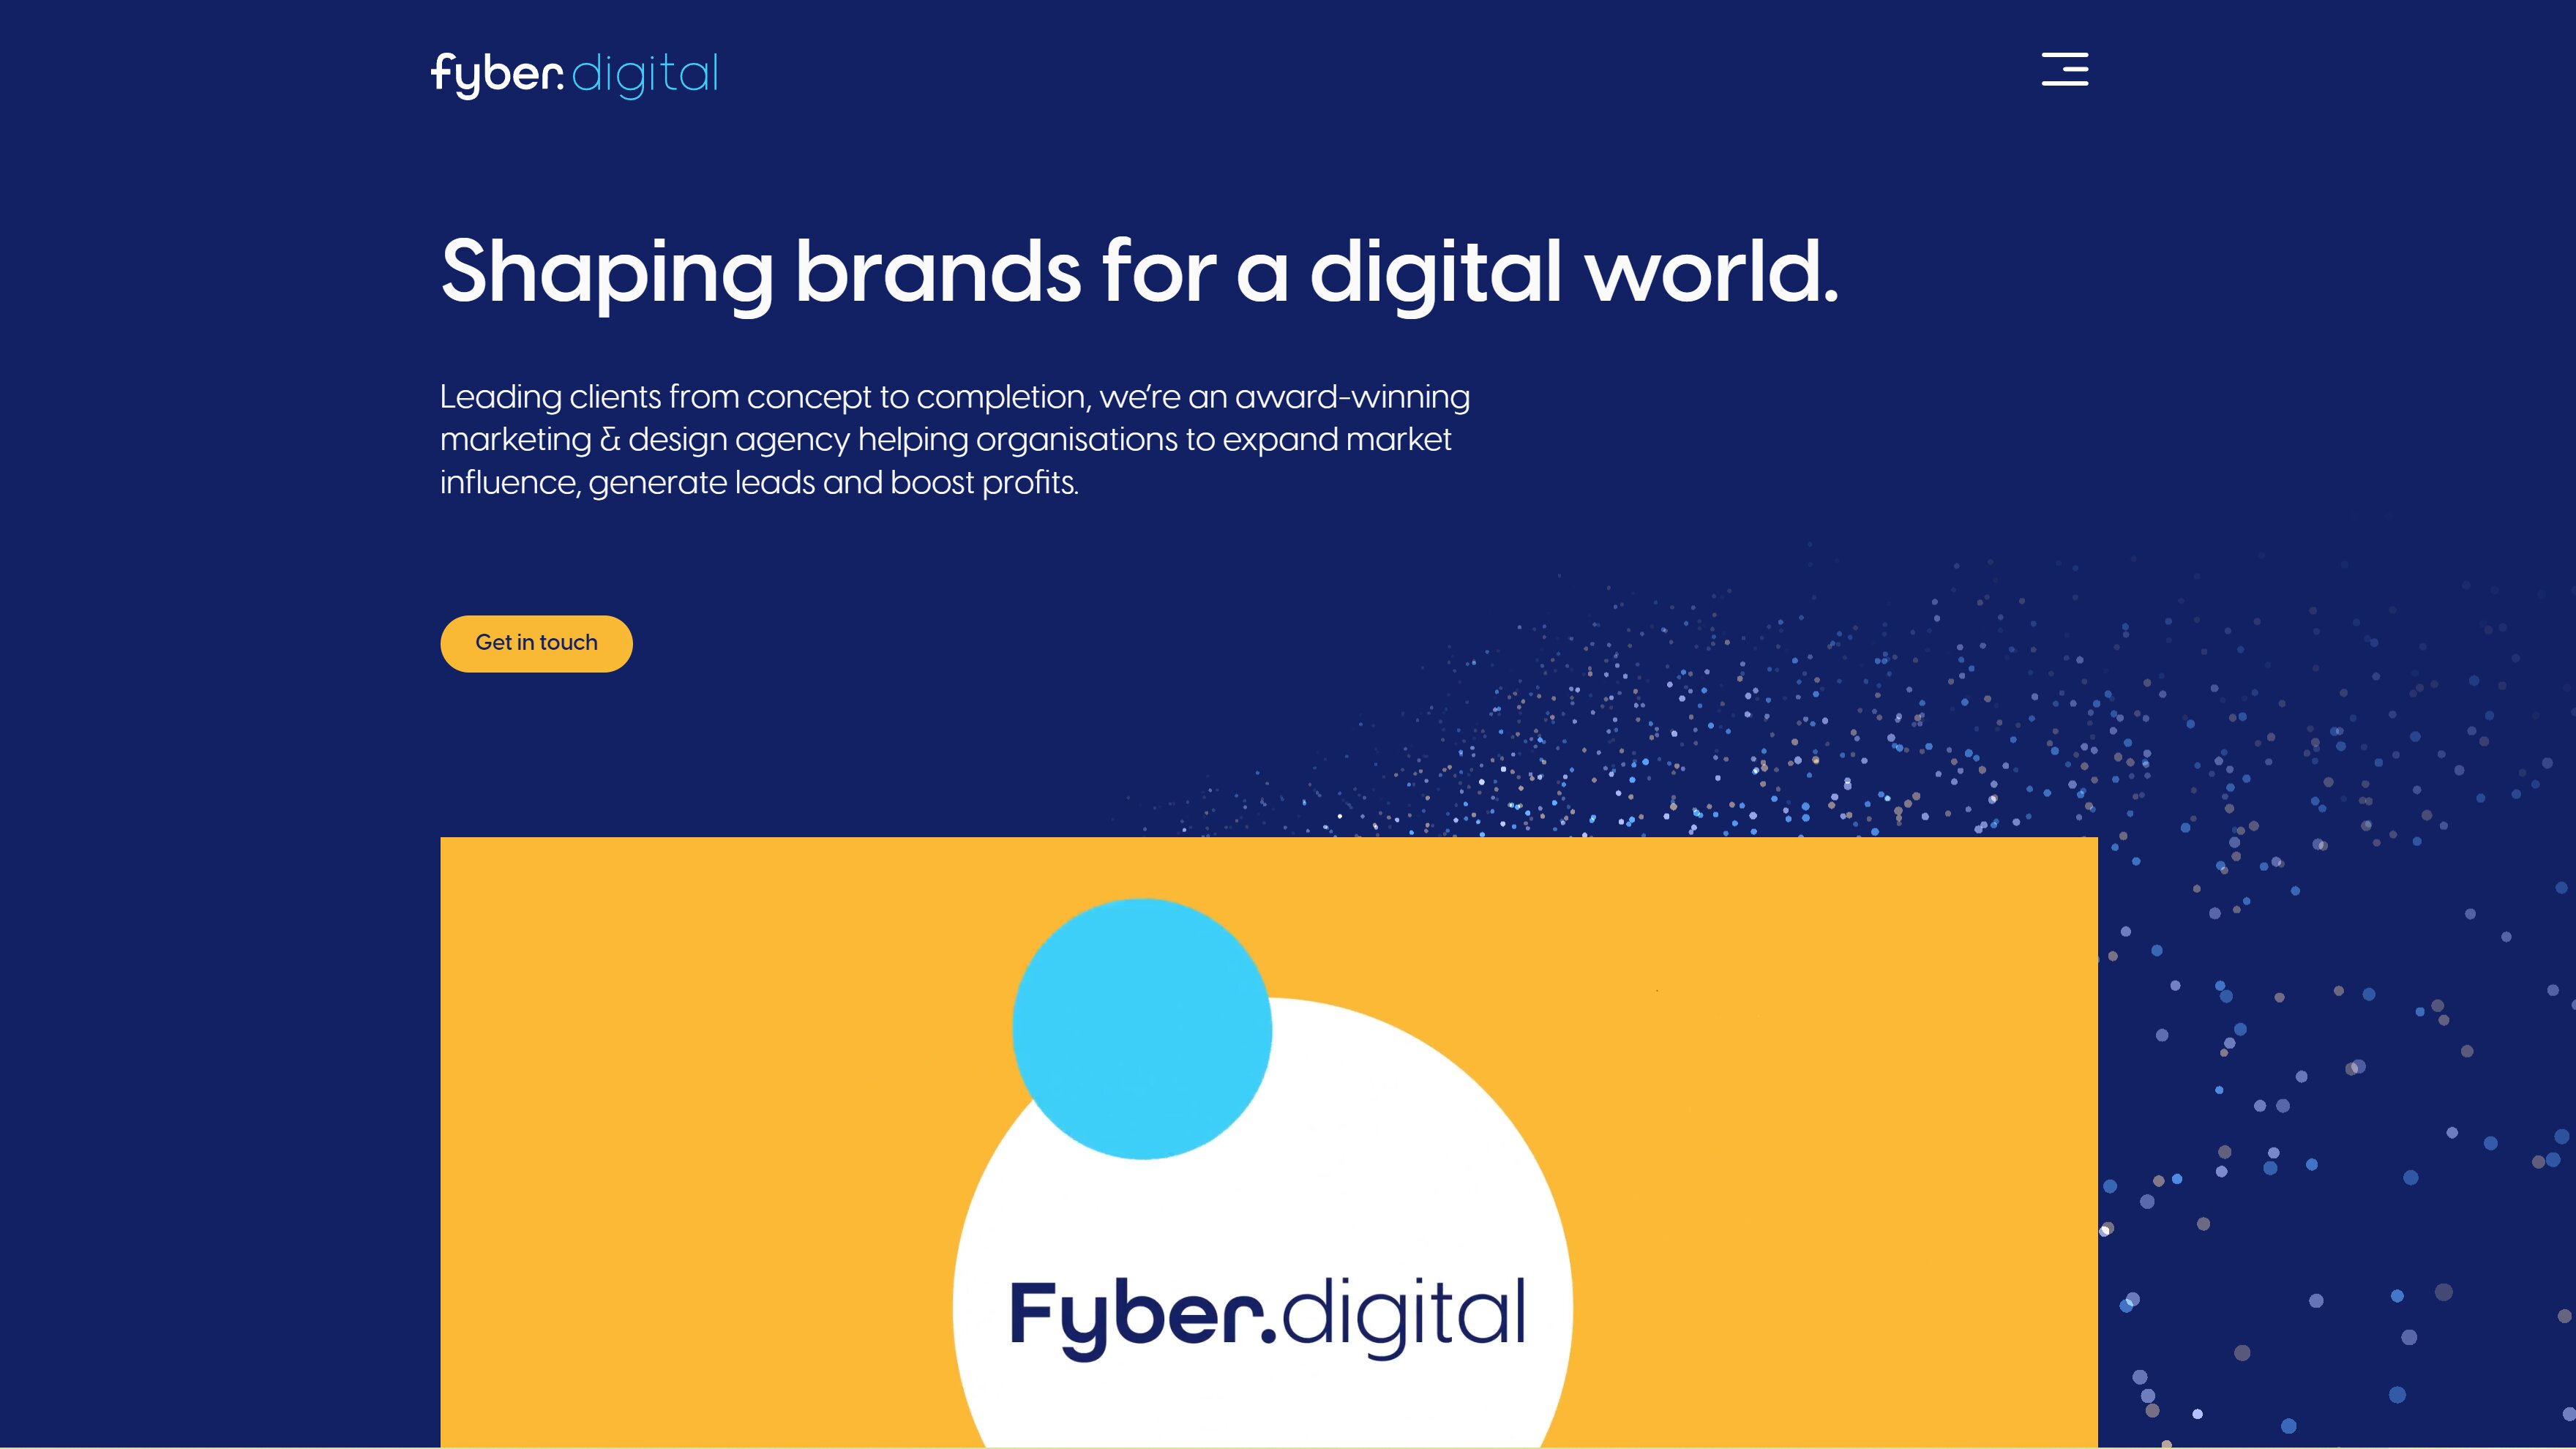 fyber.digital
Shaping brands for a digital world.
Leading clients from concept to completion, we’re an award-winning
marketing & design agency helping organisations to expand market
influence, generate leads and boost profits.
Get in touch
Fyber.digital